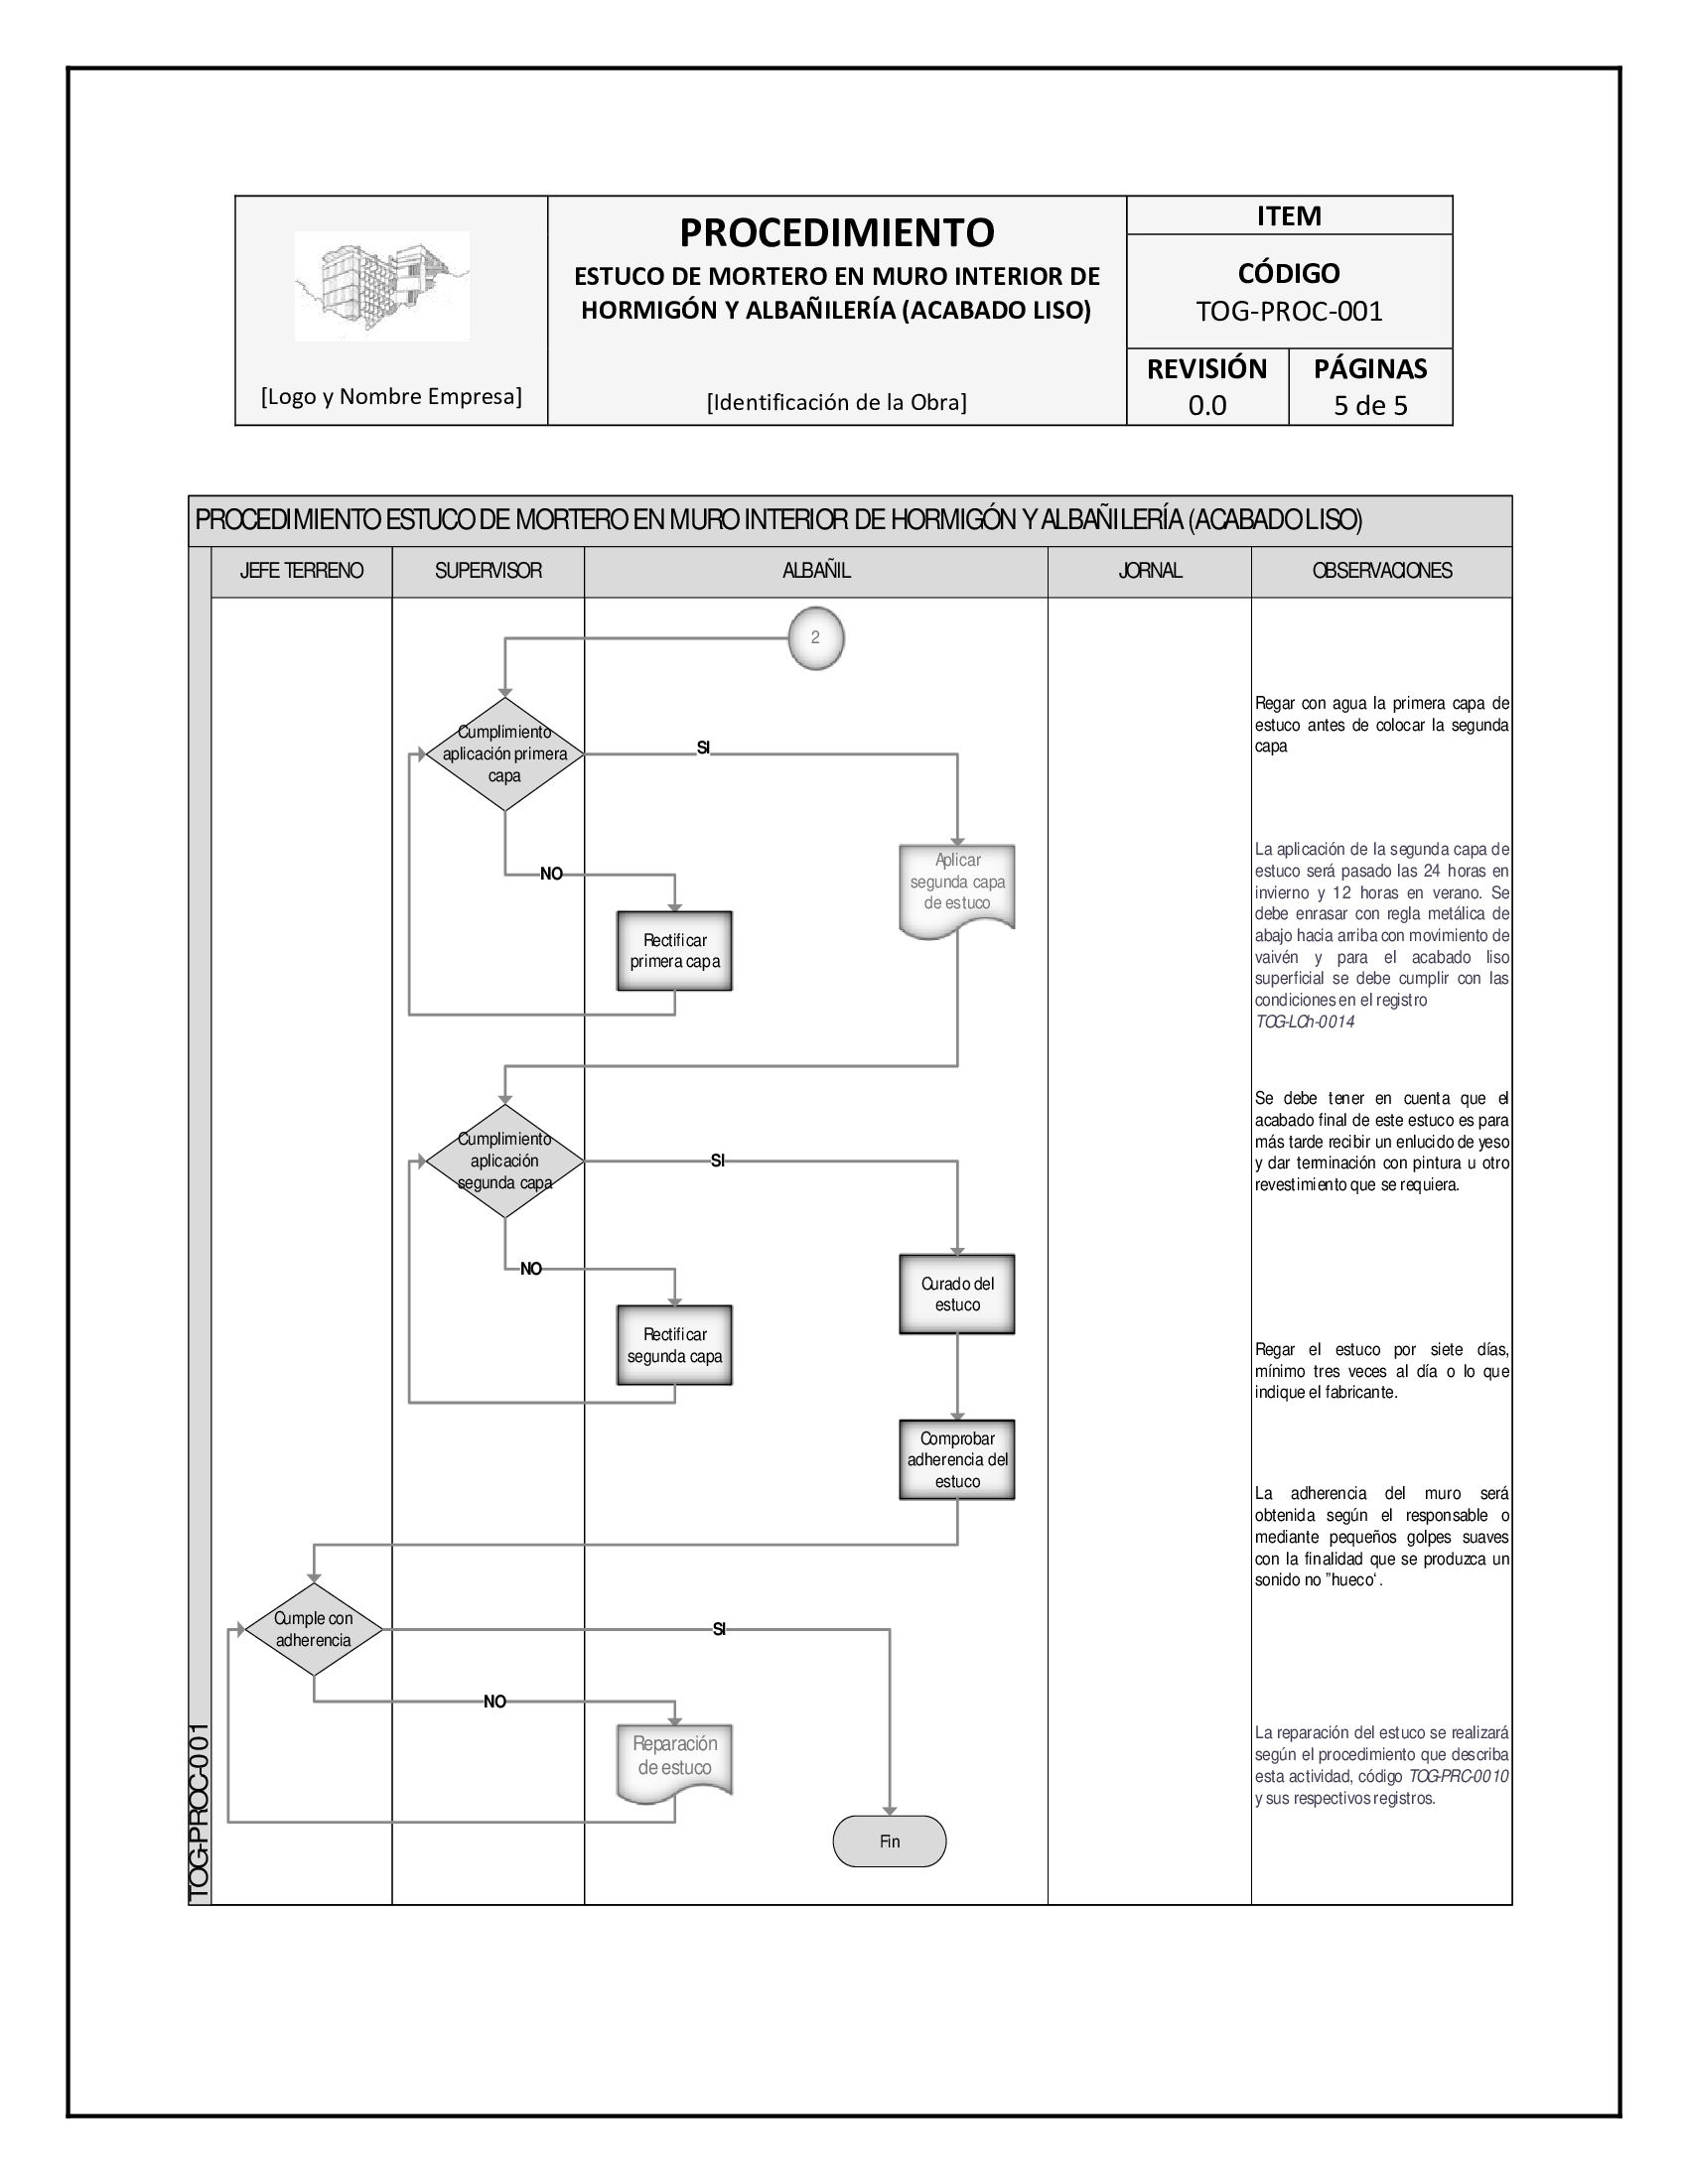 [Logo y Nombre Empresa]
PROCEDIMIENTO
ESTUCO DE MORTERO EN MURO INTERIOR DE
HORMIGÓN Y ALBAÑILERÍA (ACABADO LISO)
[Identificación de la Obra]
ITEM
CÓDIGO
TOG-PROC-001
REVISIÓN
0.0
PÁGINAS
5 de 5
PROCEDIMIENTO ESTUCO DE MORTERO EN MURO INTERIOR DE HORMIGÓN Y ALBAÑILERÍA (ACABADO LISO)
JEFE TERRENO
SUPERVISOR
ALBAÑIL
JORNAL
OBSERVACIONES
TOG-PROC-001
2
Cumplimiento
aplicación primera
capa
SI
NO
Rectificar
primera capa
Aplicar
segunda capa
de estuco
Cumplimiento
aplicación
segunda capa
SI
NO
Rectificar
segunda capa
Curado del
estuco
Comprobar
adherencia del
estuco
Cumple con
adherencia
SI
NO
Reparación
de estuco
Fin
Regar con agua la primera capa de
estuco antes de colocar la segunda
capa
La aplicación de la segunda capa de
estuco será pasado las 24 horas en
invierno y 12 horas en verano. Se
debe enrasar con regla metálica de
abajo hacia arriba con movimiento de
vaivén y para el acabado liso
superficial se debe cumplir con las
condiciones en el registro
TOG-LCh-0014
Se debe tener en cuenta que el
acabado final de este estuco es para
más tarde recibir un enlucido de yeso
y dar terminación con pintura u otro
revestimiento que se requiera.
Regar el estuco por siete días,
mínimo tres veces al día o lo que
indique el fabricante.
La adherencia del muro será
obtenida según el responsable o
mediante pequeños golpes suaves
con la finalidad que se produzca un
sonido no "hueco‘.
La reparación del estuco se realizará
según el procedimiento que describa
esta actividad, código TOG-PRC-0010
y sus respectivos registros.